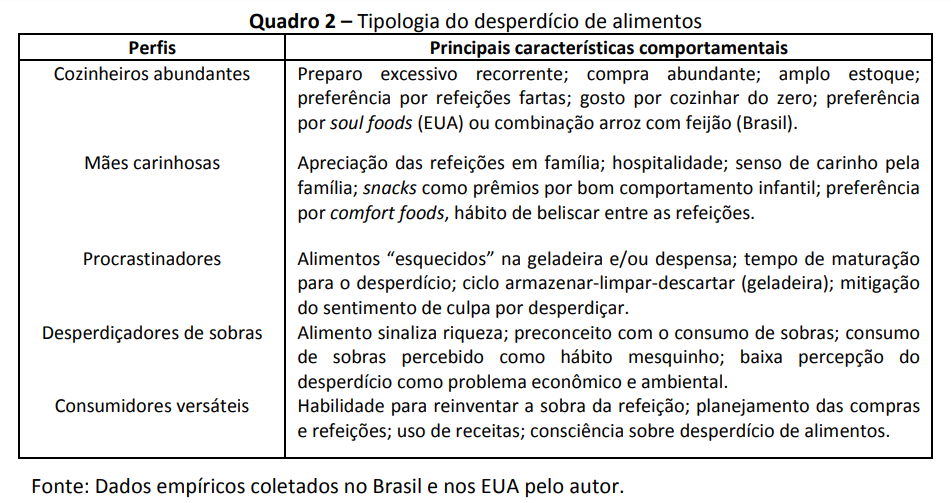 Quadro 2 – Tipologia do desperdício de alimentos
Perfis
Principais características comportamentais
Cozinheiros abundantes
Preparo excessivo recorrente; compra abundante; amplo estoque;
preferência por refeições fartas; gosto por cozinhar do zero; preferência
por soul foods (EUA) ou combinação arroz com feijão (Brasil).
Mães carinhosas
Apreciação das refeições em família; hospitalidade; senso de carinho pela
família; snacks como prêmios por bom comportamento infantil; preferência
por comfort foods, hábito de beliscar entre as refeições.
Procrastinadores
Alimentos “esquecidos” na geladeira e/ou despensa; tempo de maturação
para o desperdício; ciclo armazenar-limpar-descartar (geladeira); mitigação
do sentimento de culpa por desperdiçar.
Desperdiçadores de sobras
Alimento sinaliza riqueza; preconceito com o consumo de sobras; consumo
de sobras percebido como hábito mesquinho; baixa percepção do
desperdício como problema econômico e ambiental.
Consumidores versáteis
Habilidade para reinventar a sobra da refeição; planejamento das compras
e refeições; uso de receitas; consciência sobre desperdício de alimentos.
Fonte: Dados empíricos coletados no Brasil e nos EUA pelo autor.